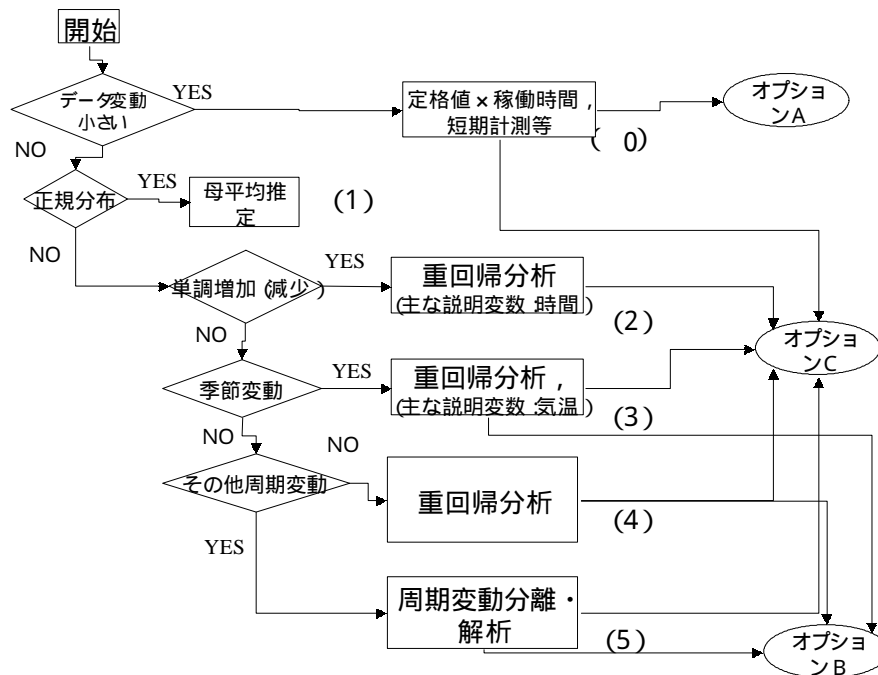 開始
データ変動
小さい
YES
定格値×稼働時間，
短期計測等
オプショ
ンA
(　0)
NO
正規分布
YES
母平均推
定
(1)
NO
単調増加(減少)
YES
重回帰分析
(主な説明変数:時間)
(2)
NO
オプショ
ンC
季節変動
YES
重回帰分析，
(主な説明変数:気温)
(3)
NO
NO
その他周期変動
重回帰分析
(4)
YES
周期変動分離・
解析
(5)
オプショ
ンB